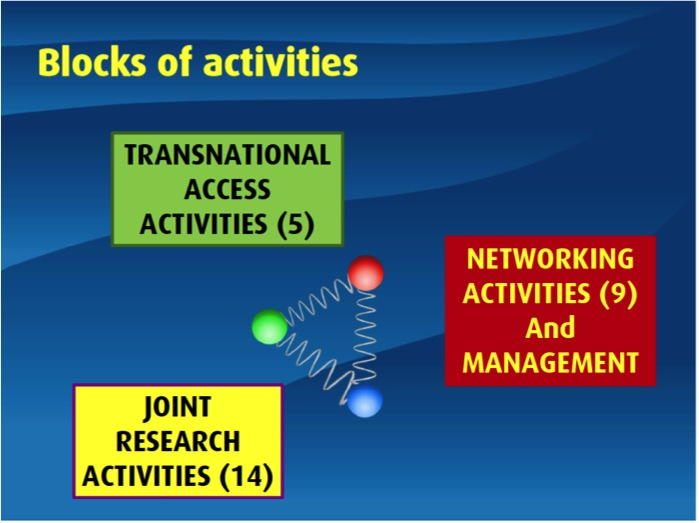 Blocks of activities
TRANSNATIONAL
ACCESS
ACTIVITIES (5)
NETWORKING
ACTIVITIES (9)
And
MANAGEMENT
JOINT
RESEARCH
ACTIVITIES (14)